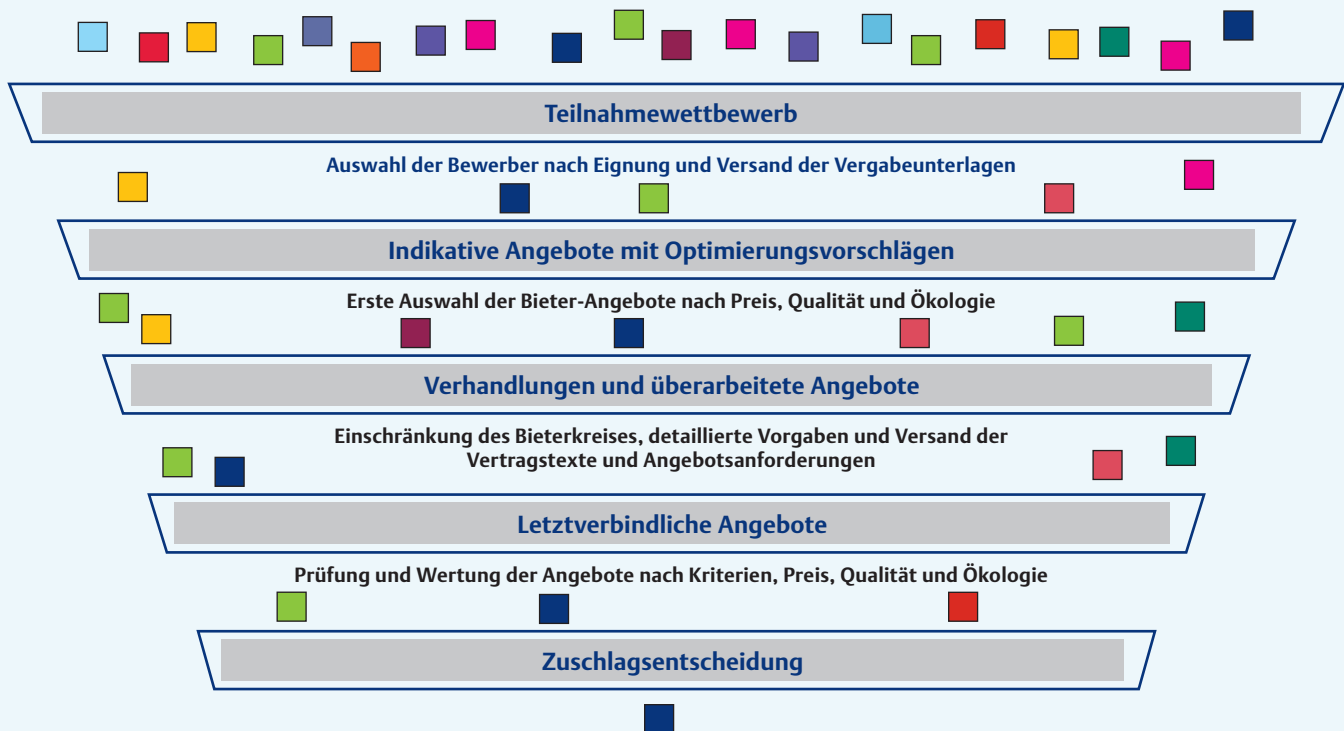 Teilnahmewettbewerb
Auswahl der Bewerber nach Eignung und Versand der Vergabeunterlagen
Indikative Angebote mit Optimierungsvorschlägen
Erste Auswahl der Bieter-Angebote nach Preis, Qualität und Ökologie
Verhandlungen und überarbeitete Angebote
Einschränkung des Bieterkreises, detaillierte Vorgaben und Versand der
Vertragstexte und Angebotsanforderungen
Letztverbindliche Angebote
Prüfung und Wertung der Angebote nach Kriterien, Preis, Qualität und Ökologie
Zuschlagsentscheidung